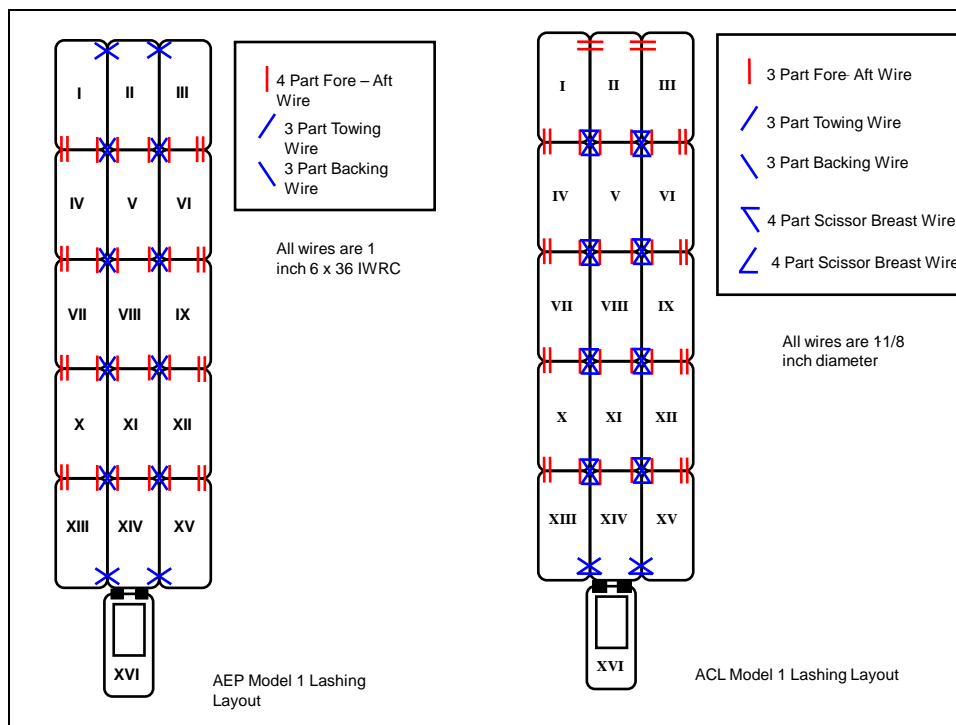 I II III
IV V VI
VII VIII IX
X XI XII
XIII XIV XV
XVI
4 Part Fore – Aft
Wire
3 Part Towing
Wire
3 Part Backing
Wire
All wires are 1
inch 6 x 36 IWRC
AEP Model 1 Lashing
Layout
I II III
IV V VI
VII VIII IX
X XI XII
XIII XIV XV
XVI
3 Part Fore- Aft Wire
3 Part Towing Wire
3 Part Backing Wire
4 Part Scissor Breast Wire
4 Part Scissor Breast Wire
All wires are 11/8
inch diameter
ACL Model 1 Lashing Layout